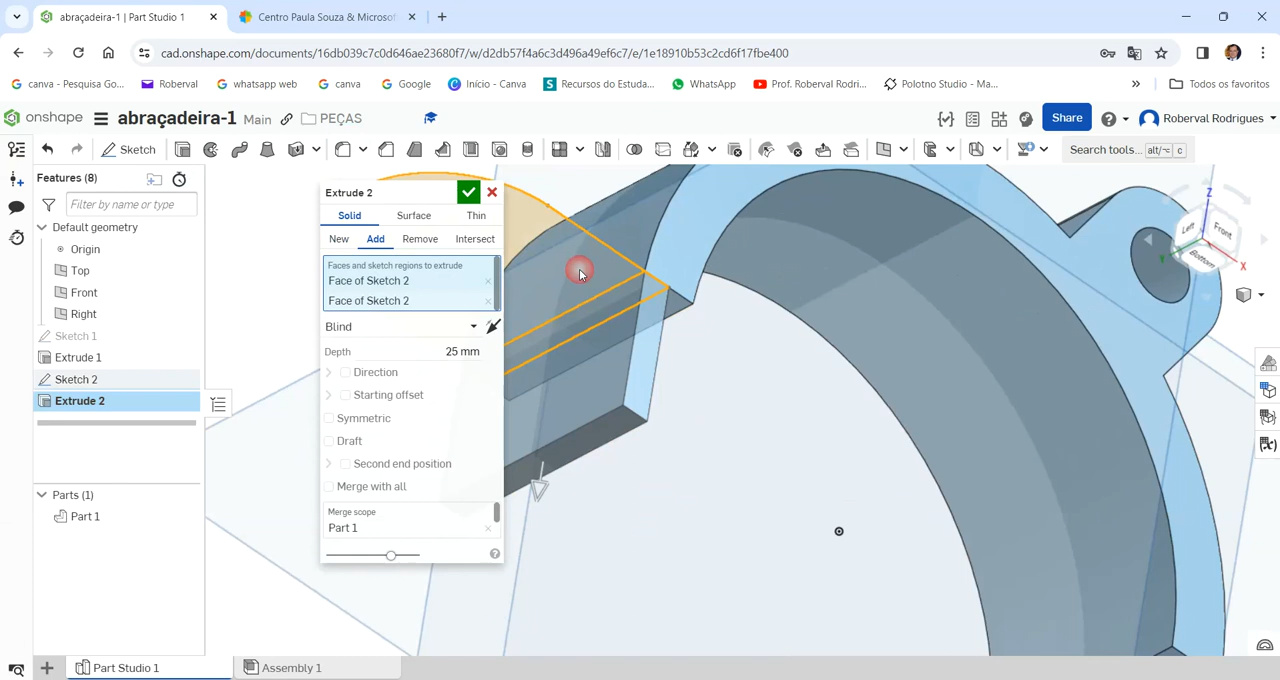 abraçadeira-1 | Part Studio 1
Centro Paula Souza & Microsof
cad.onshape.com/documents/16db039c7c0d646ae23680f7/w/d2db57f4a6c3d496a49ef6c7/e/1e18910b53c2cd6f17fbe400
canva - Pesquisa Go...
Roberval
whatsapp web
canva
Google
Início - Canva
Recursos do Estuda...
WhatsApp
Prof. Roberval Rodri...
Polotno Studio - Ma...
Todos os favoritos
onshape
abraçadeira-1
Main
PEÇAS
Share
Roberval Rodrigues
Sketch
Search tools...
alt/⌥ c
Features (8)
Filter by name or type
Default geometry
Origin
Top
Front
Right
Sketch 1
Extrude 1
Sketch 2
Extrude 2
Parts (1)
Part 1
Extrude 2
Solid
Surface
Thin
New
Add
Remove
Intersect
Faces and sketch regions to extrude
Face of Sketch 2
Face of Sketch 2
Blind
Depth
25 mm
Direction
Starting offset
Symmetric
Draft
Second end position
Merge with all
Merge scope
Part 1
Z
Left
Front
Bottom
Y
X
Part Studio 1
Assembly 1